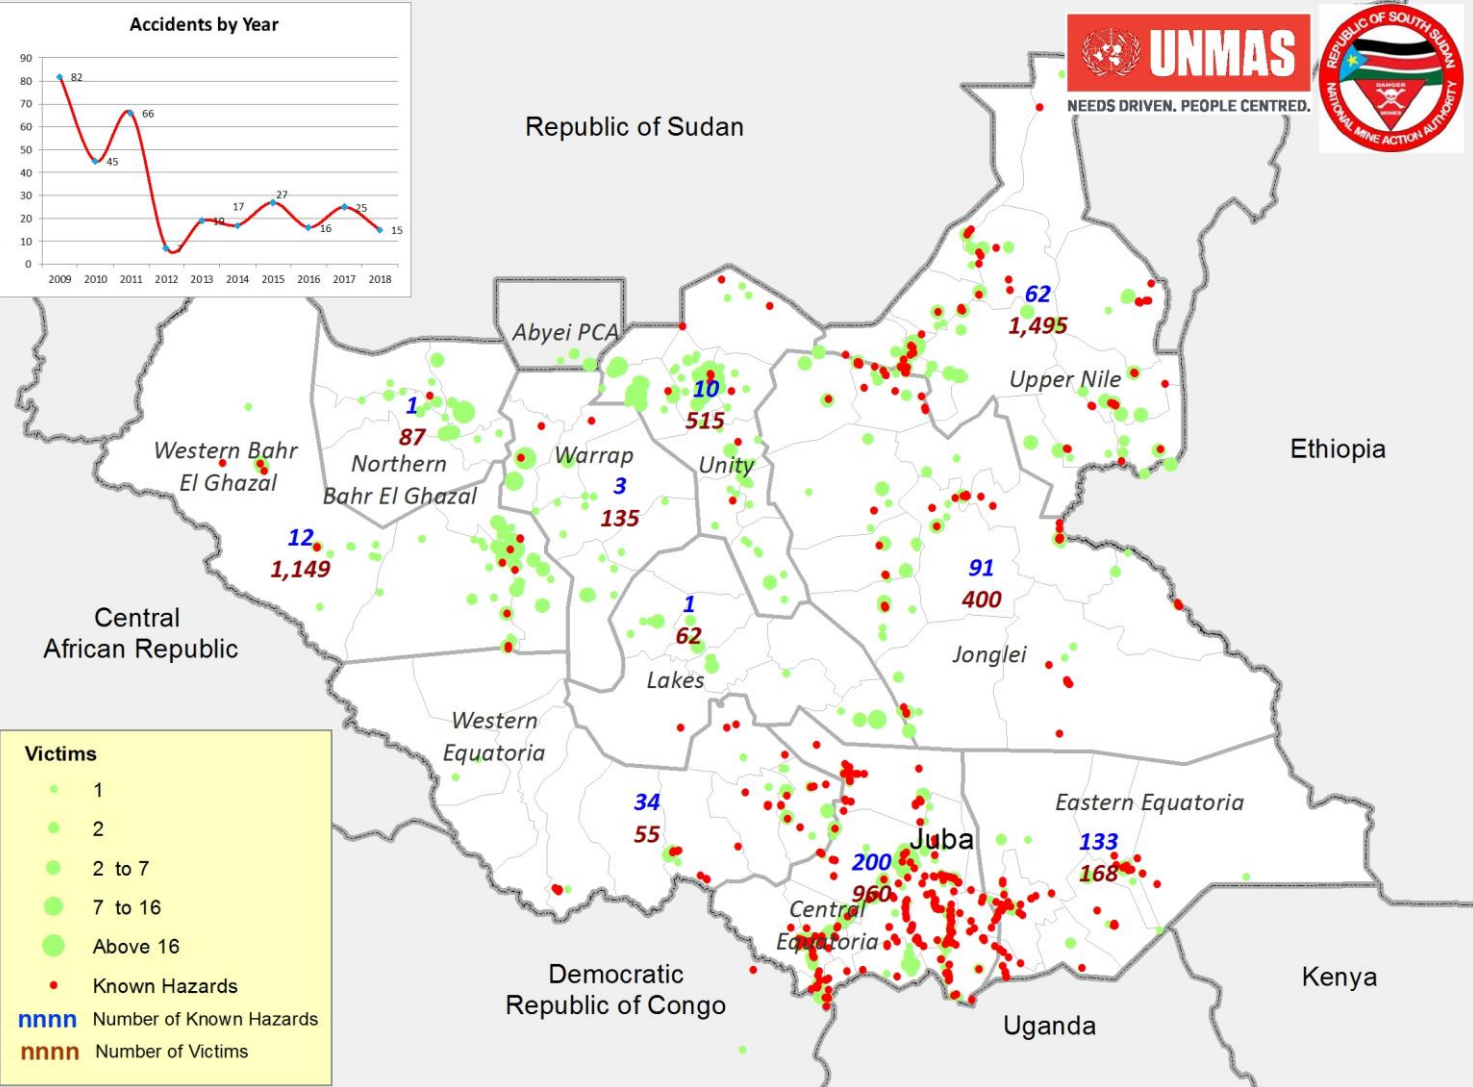 Accidents by Year
90
80
70
60
50
40
30
20
10
0
82
45
66
7
19
17
27
16
25
15
2009 2010 2011 2012 2013 2014 2015 2016 2017 2018
UNMAS
NEEDS DRIVEN. PEOPLE CENTRED.
REPUBLIC OF SOUTH SUDAN
DANGER
MINES
NATIONAL MINE ACTION AUTHORITY
Republic of Sudan
Abyei PCA
62
1,495
Upper Nile
10
515
Unity
1
87
Northern
Bahr El Ghazal
Western Bahr
El Ghazal
12
1,149
Warrap
3
135
Ethiopia
91
400
Jonglei
1
62
Lakes
Central
African Republic
Western
Equatoria
34
55
Eastern Equatoria
133
168
Juba
200
960
Central
Equatoria
Democratic
Republic of Congo
Uganda
Kenya
Victims
1
2
2 to 7
7 to 16
Above 16
Known Hazards
nnnn Number of Known Hazards
nnnn Number of Victims